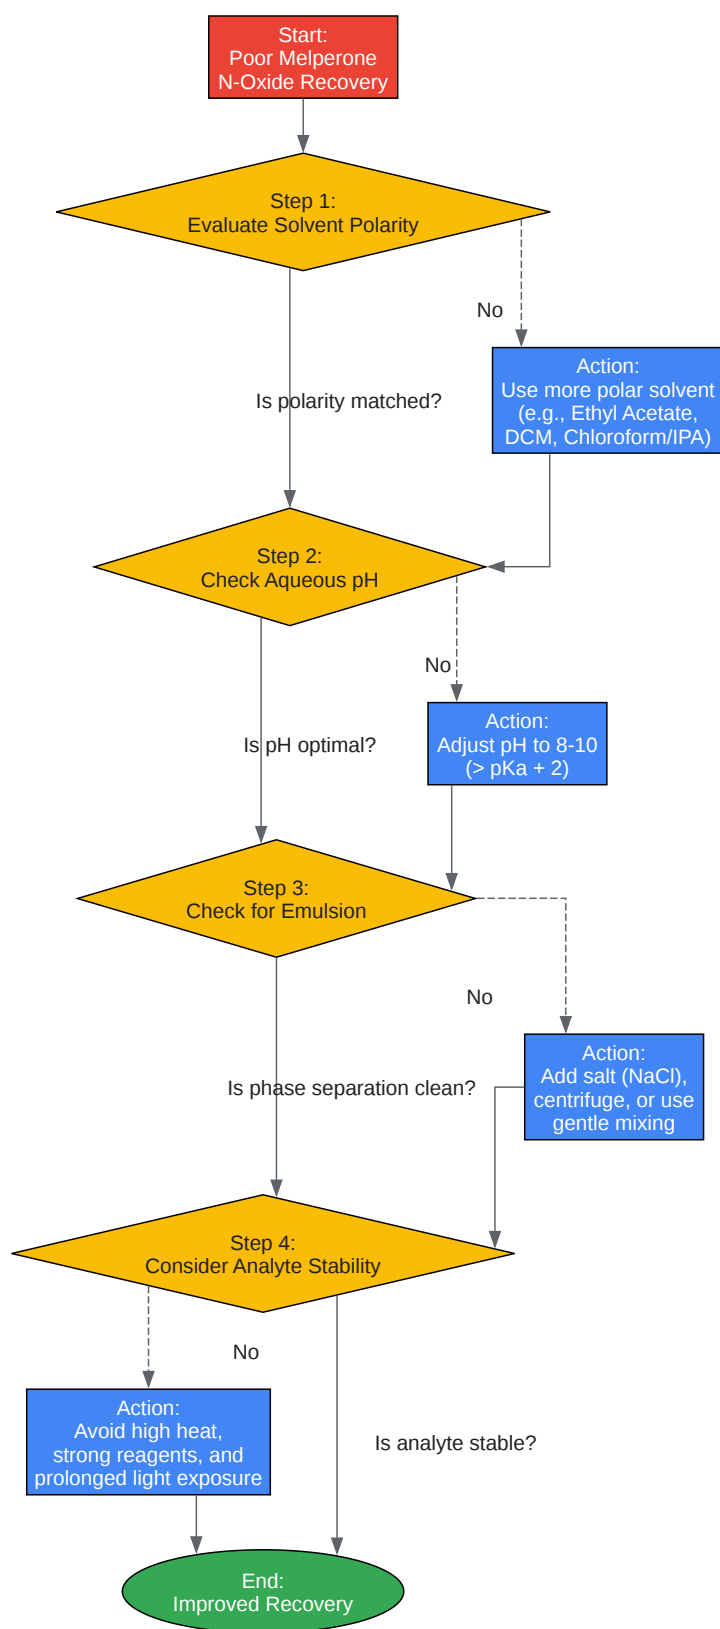 Start:
Poor Melperone
N-Oxide Recovery
Step 1:
Evaluate Solvent Polarity
No
Action:
Use more polar solvent
(e.g., Ethyl Acetate,
DCM, Chloroform/IPA)
Is polarity matched?
Step 2:
Check Aqueous pH
No
Action:
Adjust pH to 8-10
(> pKa + 2)
Is pH optimal?
Step 3:
Check for Emulsion
No
Action:
Add salt (NaCl),
centrifuge, or use
gentle mixing
Is phase separation clean?
Step 4:
Consider Analyte Stability
No
Action:
Avoid high heat,
strong reagents, and
prolonged light exposure
Is analyte stable?
End:
Improved Recovery